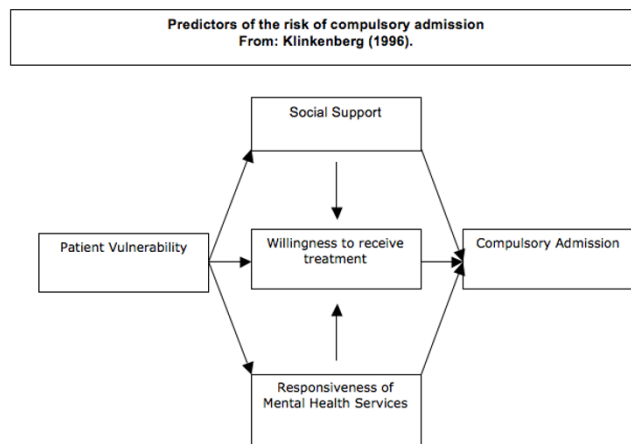 Predictors of the risk of compulsory admission
From: Klinkenberg (1996).
Social Support
Patient Vulnerability
Willingness to receive
treatment
Compulsory Admission
Responsiveness of
Mental Health Services